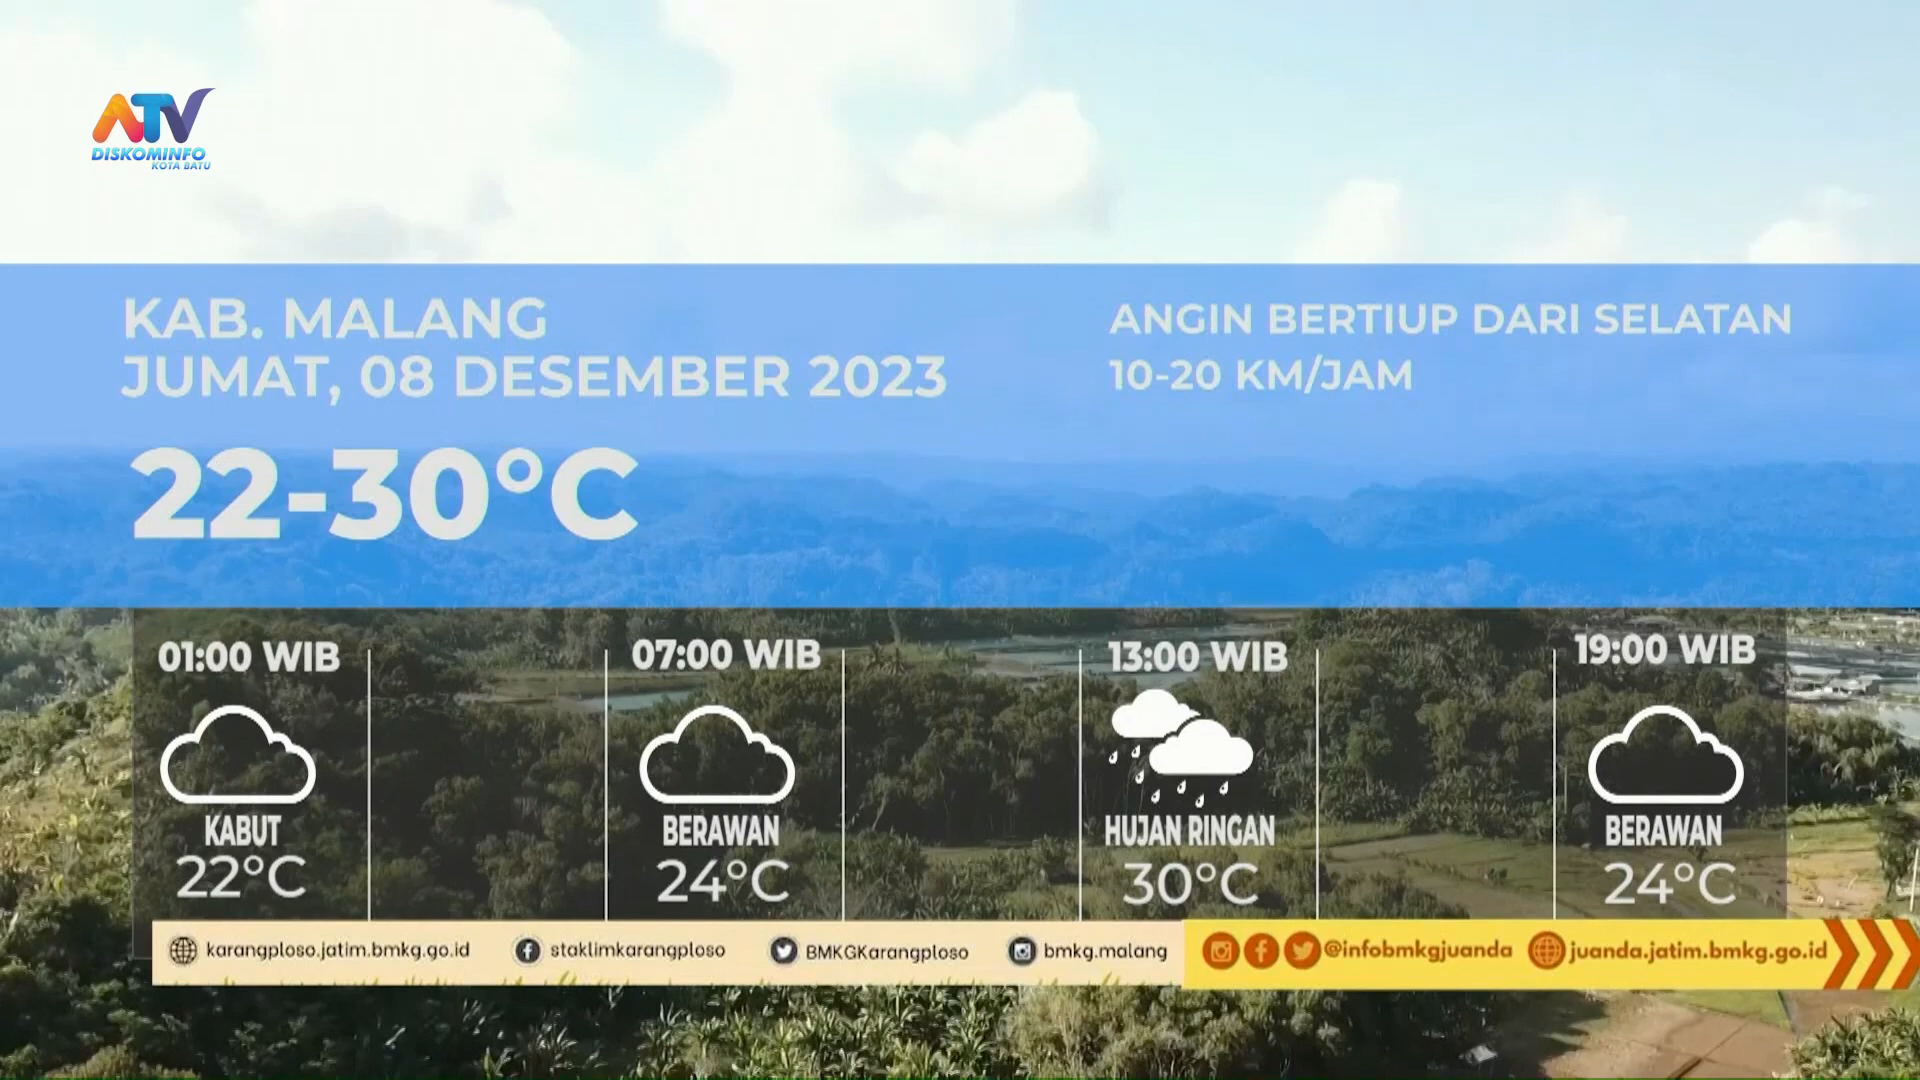 ATV
DISKOMINFO
KOTA BATU
KAB. MALANG
JUMAT, 08 DESEMBER 2023
22-30°C
ANGIN BERTIUP DARI SELATAN
10-20 KM/JAM
01:00 WIB
KABUT
22°C
07:00 WIB
BERAWAN
24°C
13:00 WIB
HUJAN RINGAN
30°C
19:00 WIB
BERAWAN
24°C
karangploso.jatim.bmkg.go.id staklimkarangploso BMKGKarangploso bmkg.malang @infobmkgjuanda juanda.jatim.bmkg.go.id